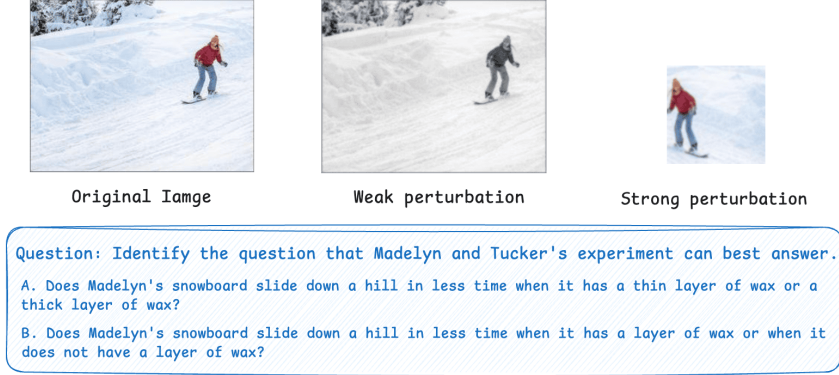 Original Iamge
Weak perturbation
Strong perturbation
Question: Identify the question that Madelyn and Tucker's experiment can best answer.
A. Does Madelyn's snowboard slide down a hill in less time when it has a thin layer of wax or a
thick layer of wax?
B. Does Madelyn's snowboard slide down a hill in less time when it has a layer of wax or when it
does not have a layer of wax?